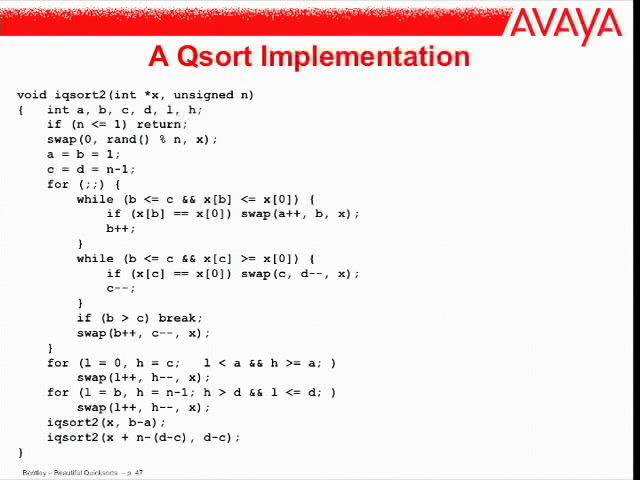 AVAYA
A Qsort Implementation
void iqsort2(int *x, unsigned n)
{   int a, b, c, d, l, h;
    if (n <= 1) return;
    swap(0, rand() % n, x);
    a = b = 1;
    c = d = n-1;
    for (;;) {
        while (b <= c && x[b] <= x[0]) {
            if (x[b] == x[0]) swap(a++, b, x);
            b++;
        }
        while (b <= c && x[c] >= x[0]) {
            if (x[c] == x[0]) swap(c, d--, x);
            c--;
        }
        if (b > c) break;
        swap(b++, c--, x);
    }
    for (l = 0, h = c;   l < a && h >= a; )
        swap(l++, h--, x);
    for (l = b, h = n-1; h > d && l <= d; )
        swap(l++, h--, x);
    iqsort2(x, b-a);
    iqsort2(x + n-(d-c), d-c);
}
Bentley – Beautiful Quicksorts – p. 47